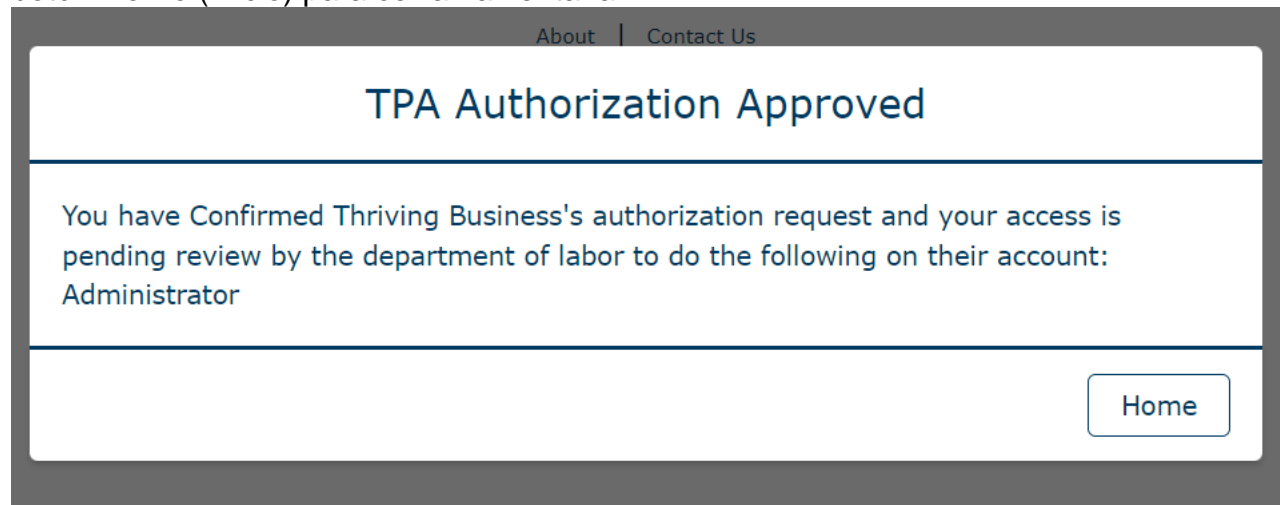 About | Contact Us
TPA Authorization Approved
You have Confirmed Thriving Business's authorization request and your access is
pending review by the department of labor to do the following on their account:
Administrator
Home